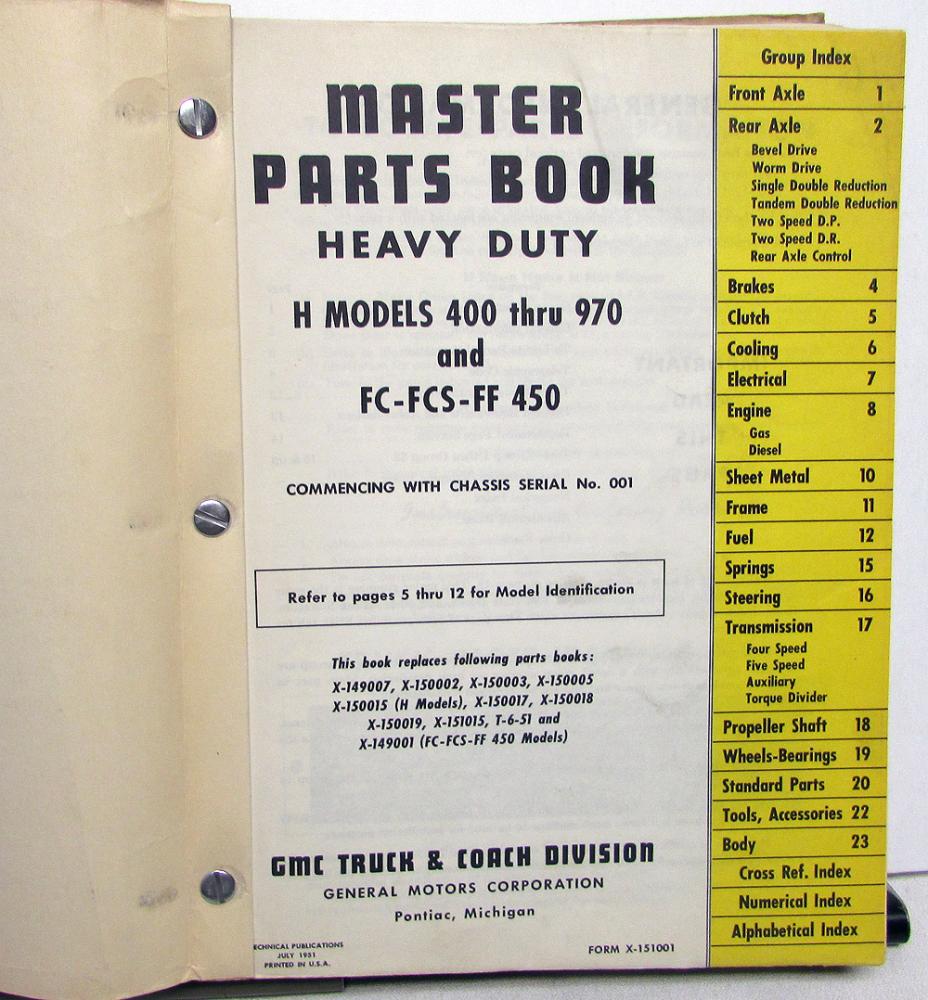 MASTER
PARTS BOOK
HEAVY DUTY
H MODELS 400 thru 970
and
FC-FCS-FF 450
COMMENCING WITH CHASSIS SERIAL No. 001
Refer to pages 5 thru 12 for Model Identification
This book replaces following parts books:
X-149007, X-150002, X-150003, X-150005
X-150015 (H Models), X-150017, X-150018
X-150019, X-151015, T-6-51 and
X-149001 (FC-FCS-FF 450 Models)
GMC TRUCK & COACH DIVISION
GENERAL MOTORS CORPORATION
Pontiac, Michigan
ECHNICAL PUBLICATIONS
JULY 1951
PRINTED IN U.S.A.
FORM X-151001
Group Index
Front Axle 1
Rear Axle 2
Bevel Drive
Worm Drive
Single Double Reduction
Tandem Double Reduction
Two Speed D.P.
Two Speed D.R.
Rear Axle Control
Brakes 4
Clutch 5
Cooling 6
Electrical 7
Engine 8
Gas
Diesel
Sheet Metal 10
Frame 11
Fuel 12
Springs 15
Steering 16
Transmission 17
Four Speed
Five Speed
Auxiliary
Torque Divider
Propeller Shaft 18
Wheels-Bearings 19
Standard Parts 20
Tools, Accessories 22
Body 23
Cross Ref. Index
Numerical Index
Alphabetical Index